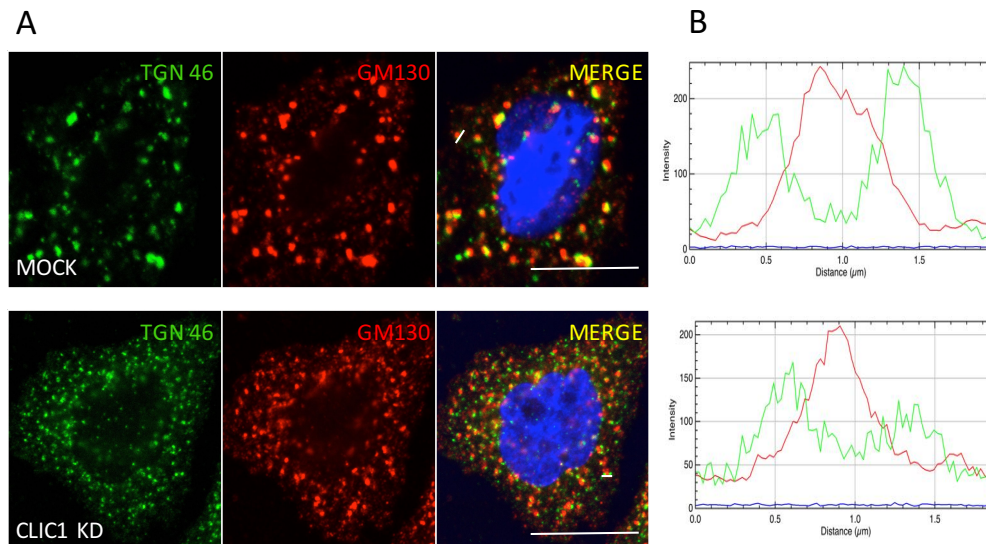 A
B
TGN 46
GM130
MERGE
MOCK
200
100
0
Intensity
0.0
0.5
1.0
1.5
Distance (µm)
TGN 46
GM130
MERGE
CLIC1 KD
200
150
100
50
0
Intensity
0.0
0.5
1.0
1.5
Distance (µm)